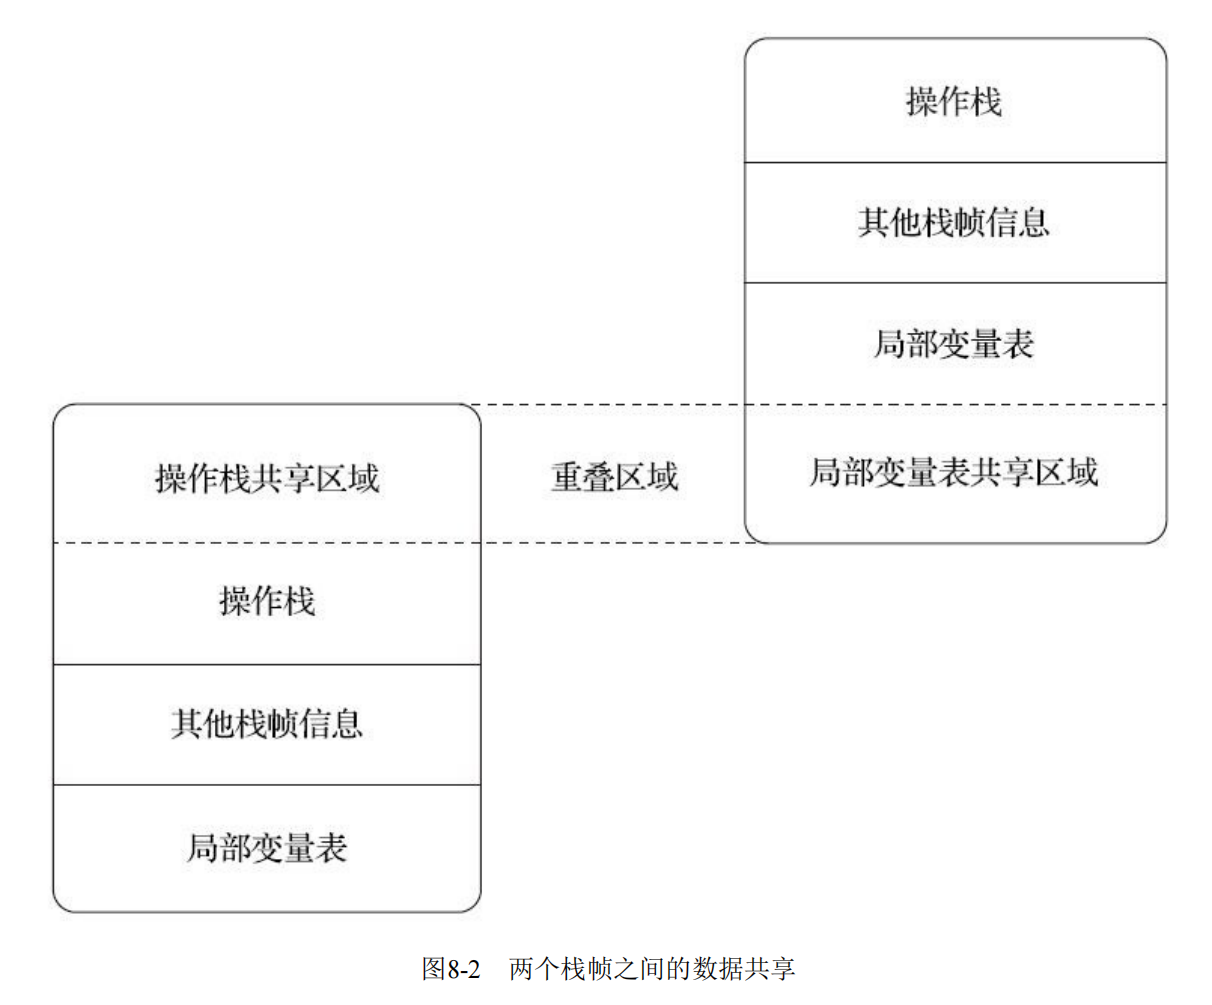 操作栈
其他栈帧信息
局部变量表
局部变量表共享区域
重叠区域
操作栈共享区域
操作栈
其他栈帧信息
局部变量表
图8-2 两个栈帧之间的数据共享